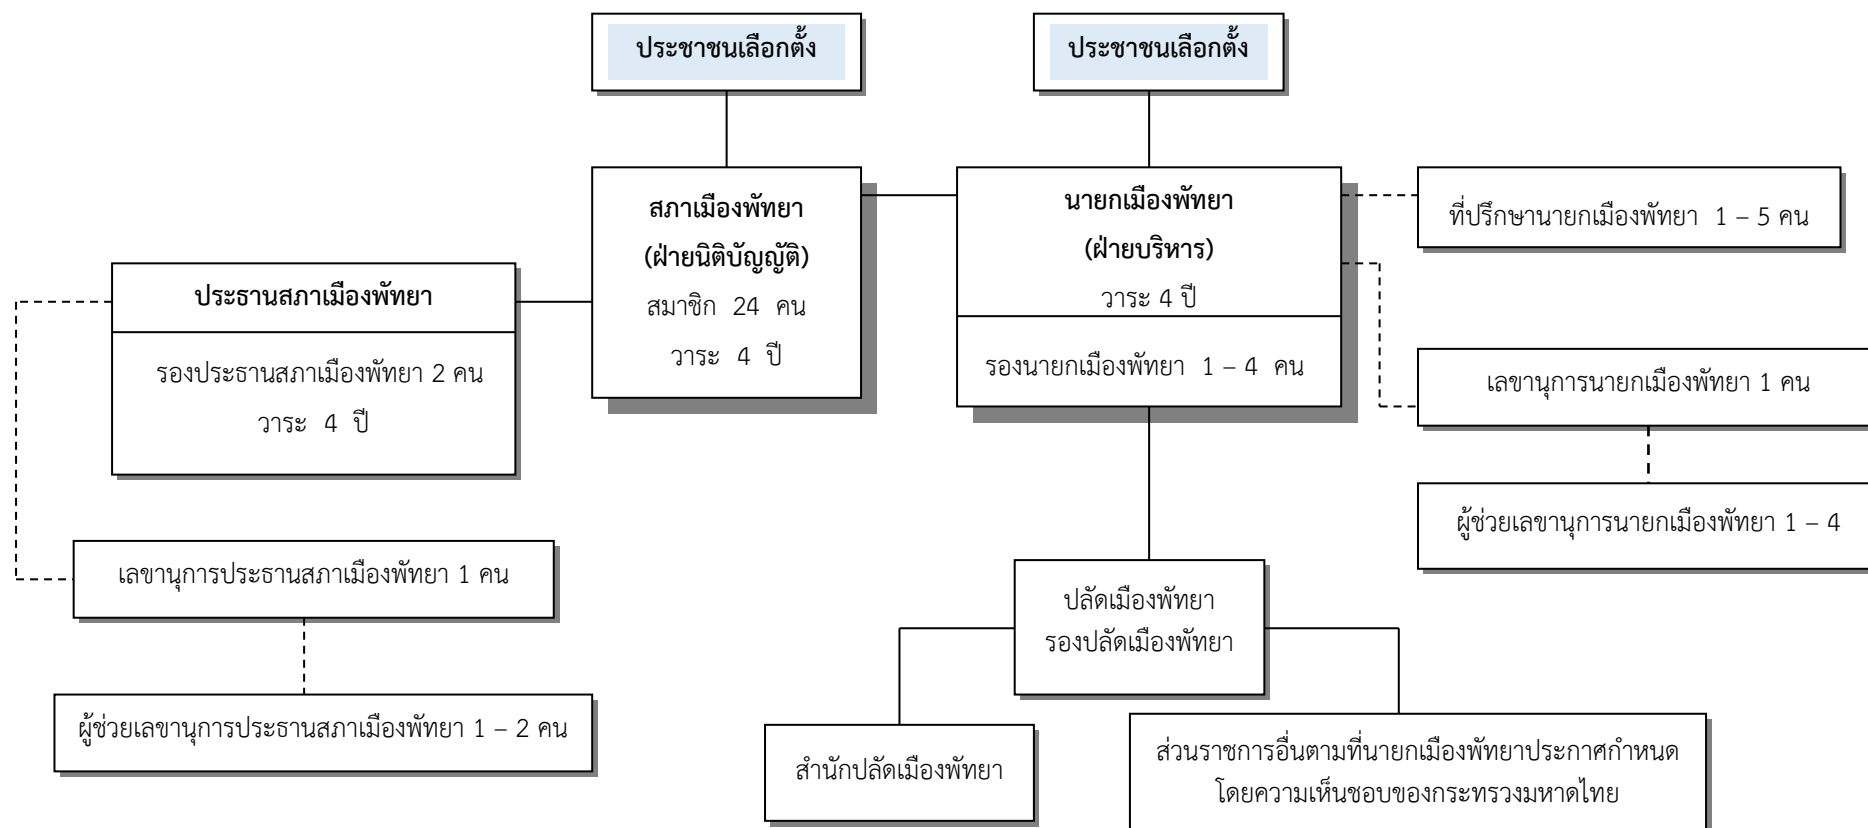 ประชาชนเลือกตั้ง
ประชาชนเลือกตั้ง
สภาเมืองพัทยา
(ฝ่ายนิติบัญญัติ)
สมาชิก 24 คน
วาระ 4 ปี
นายกเมืองพัทยา
(ฝ่ายบริหาร)
วาระ 4 ปี
รองนายกเมืองพัทยา 1 – 4 คน
ที่ปรึกษานายกเมืองพัทยา 1 – 5 คน
ประธานสภาเมืองพัทยา
รองประธานสภาเมืองพัทยา 2 คน
วาระ 4 ปี
เลขานุการนายกเมืองพัทยา 1 คน
ผู้ช่วยเลขานุการนายกเมืองพัทยา 1 – 4
เลขานุการประธานสภาเมืองพัทยา 1 คน
ผู้ช่วยเลขานุการประธานสภาเมืองพัทยา 1 – 2 คน
ปลัดเมืองพัทยา
รองปลัดเมืองพัทยา
สำนักปลัดเมืองพัทยา
ส่วนราชการอื่นตามที่นายกเมืองพัทยาประกาศกำหนด
โดยความเห็นชอบของกระทรวงมหาดไทย